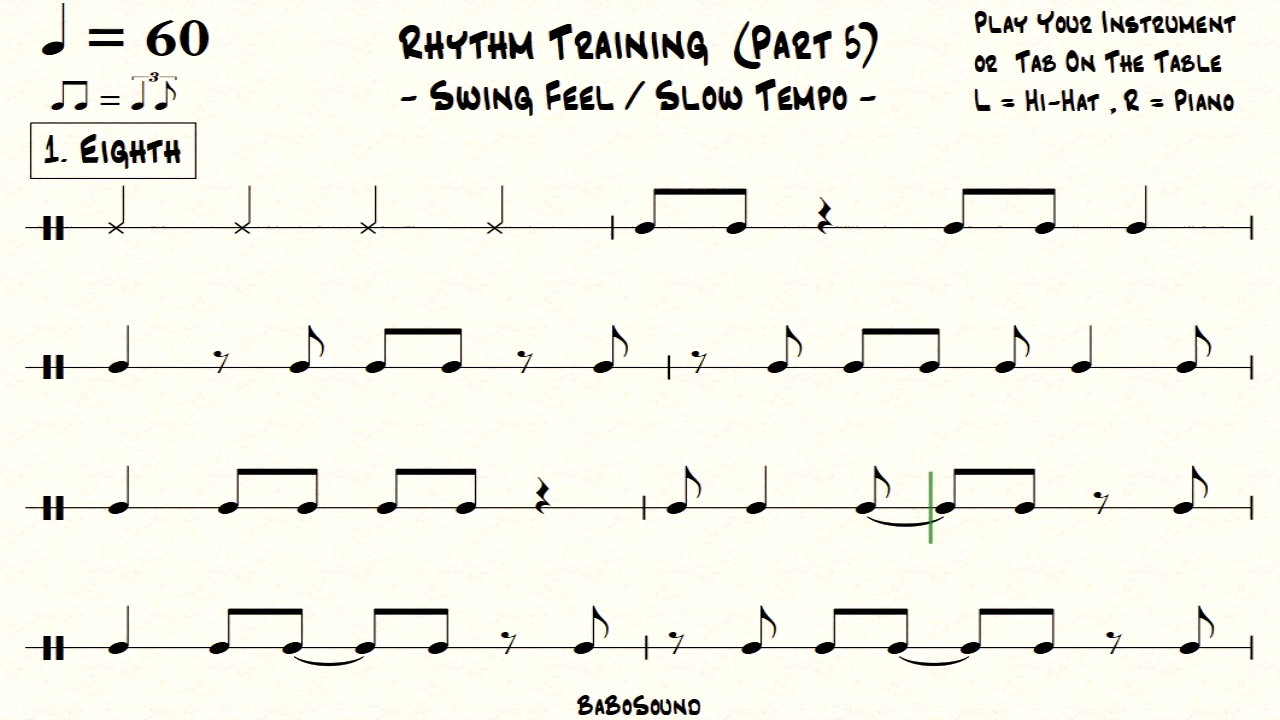 ♩ = 60
Rhythm Training (Part 5)
- Swing Feel / Slow Tempo -
Play Your Instrument
or Tab On The Table
L = Hi-Hat , R = Piano
♫ = 3 ♩♪
1. Eighth
BaBoSound